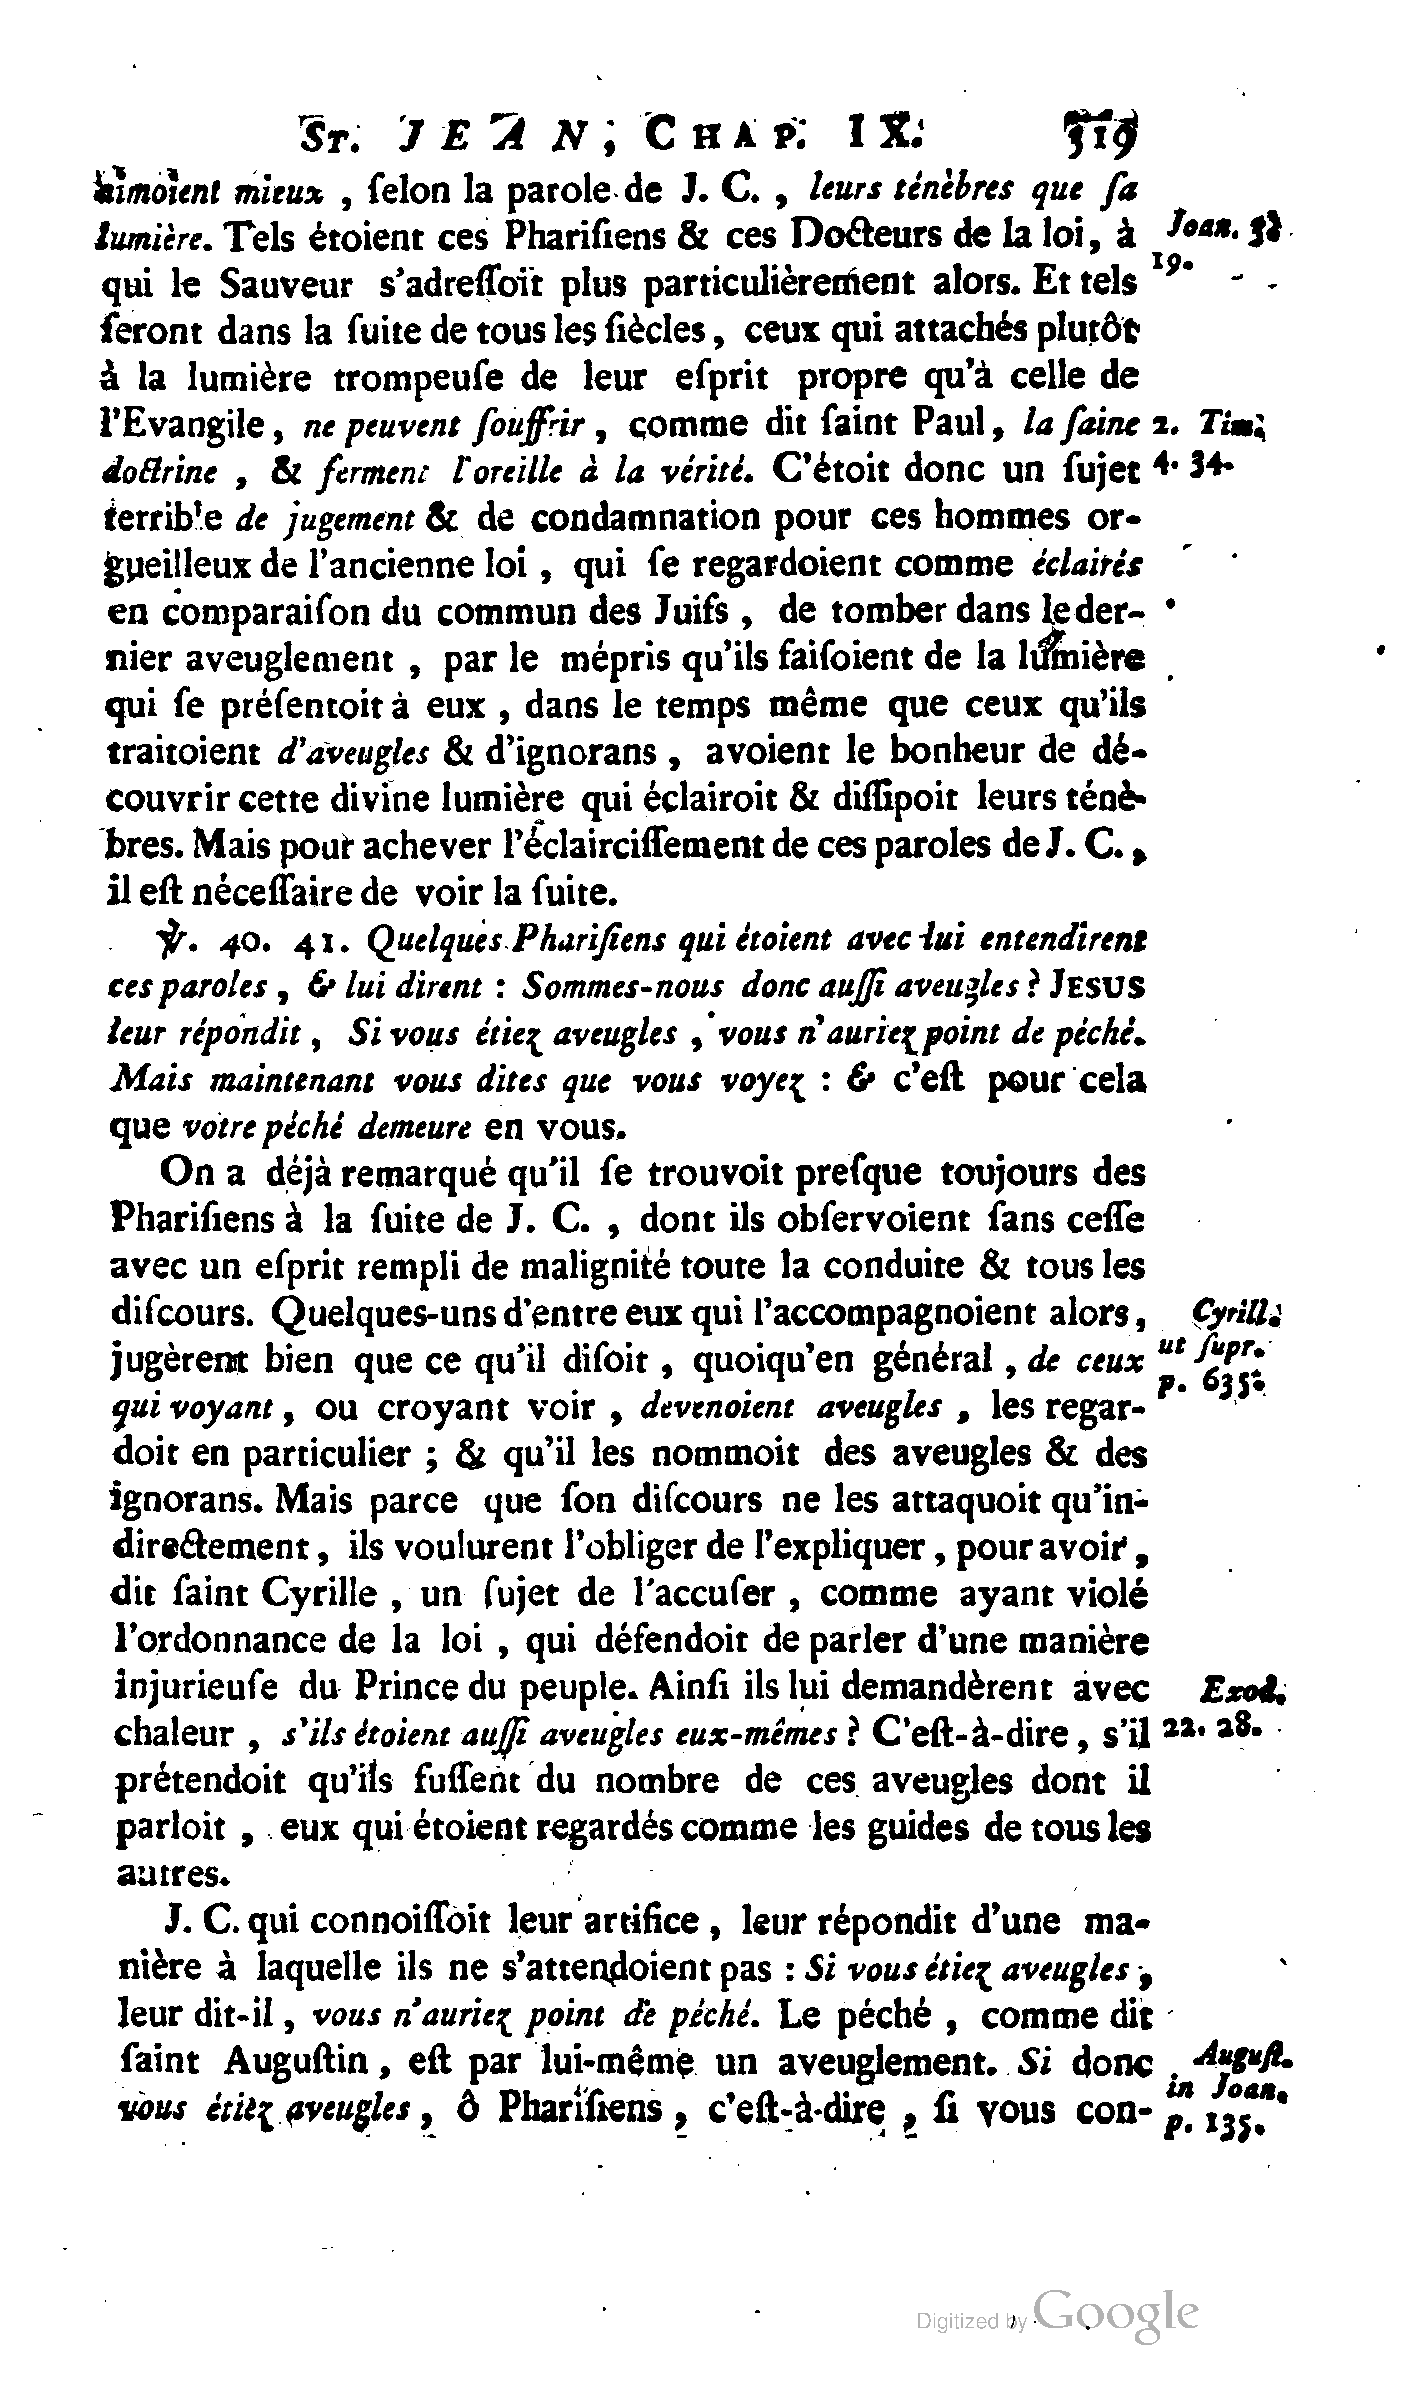 ST. JEAN, CHAP. IX. 519
aimoient mieux, ſelon la parole de J. C., leurs ténèbres que ſa
lumière. Tels étoient ces Phariſiens & ces Docteurs de la loi, à
Joan. 3.
qui le Sauveur s'adreſſoit plus particulièrement alors. Et tels
19.
ſeront dans la ſuite de tous les ſiècles, ceux qui attachés plutôt
à la lumière trompeuſe de leur eſprit propre qu'à celle de
l'Evangile, ne peuvent ſouffrir, comme dit ſaint Paul, la ſaine
2. Tim.
doctrine, & ferment l'oreille à la vérité. C'étoit donc un ſujet
4. 34.
terrible de jugement & de condamnation pour ces hommes or-
gueilleux de l'ancienne loi, qui ſe regardoient comme éclairés
en comparaiſon du commun des Juifs, de tomber dans le der-
nier aveuglement, par le mépris qu'ils faiſoient de la lumière
qui ſe préſentoit à eux, dans le temps même que ceux qu'ils
traitoient d'aveugles & d'ignorans, avoient le bonheur de dé-
couvrir cette divine lumière qui éclairoit & diſſipoit leurs ténè-
bres. Mais pour achever l'éclairciſſement de ces paroles de J. C.,
il eſt néceſſaire de voir la ſuite.
℣. 40. 41. Quelques Phariſiens qui étoient avec lui entendirent
ces paroles, & lui dirent : Sommes-nous donc auſſi aveugles ? JESUS
leur répondit, Si vous étiez aveugles, vous n'auriez point de péché.
Mais maintenant vous dites que vous voyez : & c'eſt pour cela
que votre péché demeure en vous.
On a déjà remarqué qu'il ſe trouvoit preſque toujours des
Phariſiens à la ſuite de J. C., dont ils obſervoient ſans ceſſe
avec un eſprit rempli de malignité toute la conduite & tous les
diſcours. Quelques-uns d'entre eux qui l'accompagnoient alors,
Cyrill.
jugèrent bien que ce qu'il diſoit, quoiqu'en général, de ceux
ut ſupr.
qui voyant, ou croyant voir, devenoient aveugles, les regar-
p. 635.
doit en particulier ; & qu'il les nommoit des aveugles & des
ignorans. Mais parce que ſon diſcours ne les attaquoit qu'in-
directement, ils voulurent l'obliger de l'expliquer, pour avoir,
dit ſaint Cyrille, un ſujet de l'accuſer, comme ayant violé
l'ordonnance de la loi, qui défendoit de parler d'une manière
injurieuſe du Prince du peuple. Ainſi ils lui demandèrent avec
Exod.
chaleur, s'ils étoient auſſi aveugles eux-mêmes ? C'eſt-à-dire, s'il
22. 28.
prétendoit qu'ils fuſſent du nombre de ces aveugles dont il
parloit, eux qui étoient regardés comme les guides de tous les
autres.
J. C. qui connoiſſoit leur artifice, leur répondit d'une ma-
nière à laquelle ils ne s'attendoient pas : Si vous étiez aveugles,
leur dit-il, vous n'auriez point de péché. Le péché, comme dit
ſaint Auguſtin, eſt par lui-même un aveuglement. Si donc
Auguſt.
in Joan.
vous étiez aveugles, ô Phariſiens, c'eſt-à-dire, ſi vous con-
p. 135.
Digitized by Google